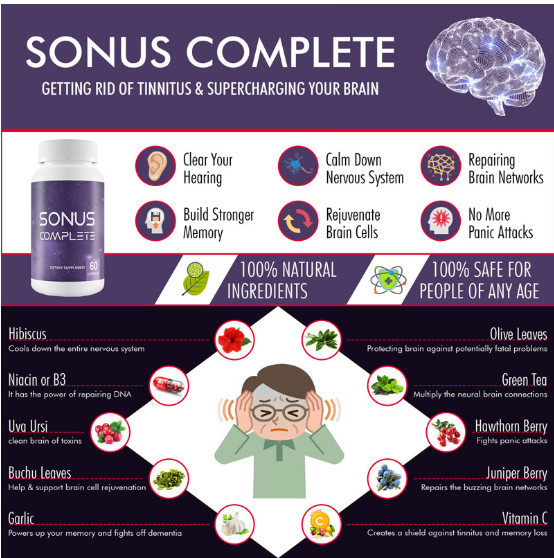 SONUS COMPLETE
GETTING RID OF TINNITUS & SUPERCHARGING YOUR BRAIN
SONUS
COMPLETE
DIETARY SUPPLEMENT
60
Clear Your
Hearing
Calm Down
Nervous System
Repairing
Brain Networks
Build Stronger
Memory
Rejuvenate
Brain Cells
No More
Panic Attacks
100% NATURAL
INGREDIENTS
100% SAFE FOR
PEOPLE OF ANY AGE
Hibiscus
Cools down the entire nervous system
Olive Leaves
Protecting brain against potentially fatal problems
Niacin or B3
It has the power of repairing DNA
Green Tea
Multiply the neural brain connections
Uva Ursi
clean brain of toxins
Hawthorn Berry
Fights panic attacks
Buchu Leaves
Help & support brain cell rejuvenation
Juniper Berry
Repairs the buzzing brain networks
Garlic
Powers up your memory and fights off dementia
C
Vitamin C
Creates a shield against tinnitus and memory loss